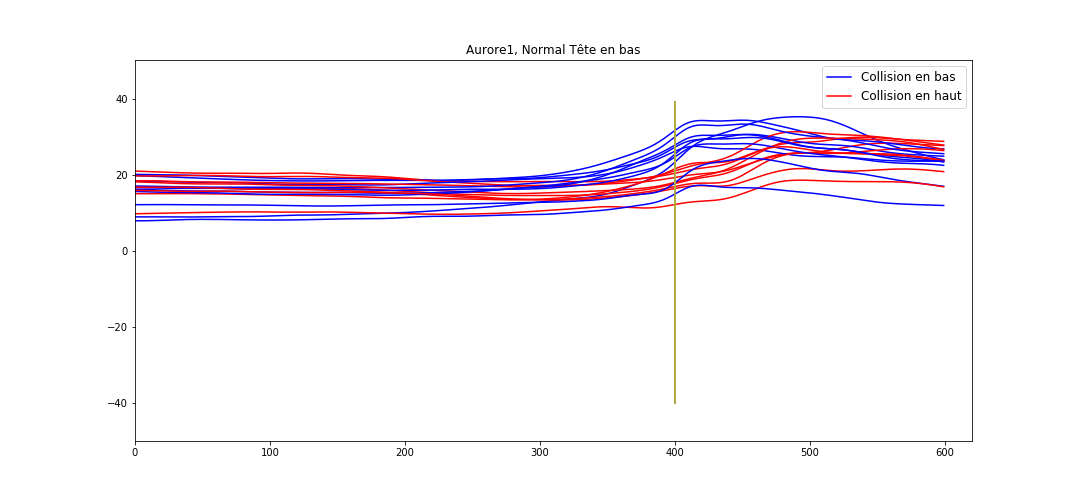 Aurore1, Normal Tête en bas
Collision en bas
Collision en haut
40
20
0
−20
−40
0 100 200 300 400 500 600